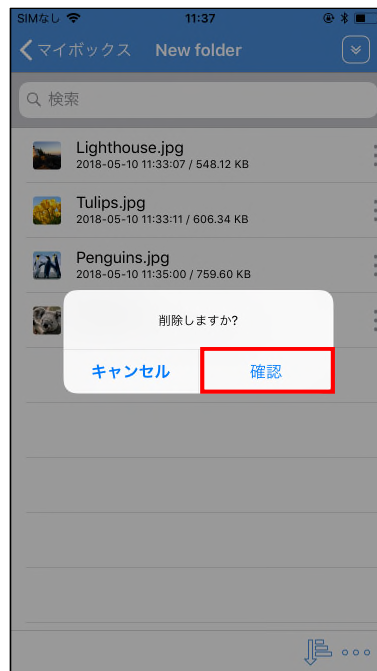 SIMなし 11:37
マイボックス New folder
検索
Lighthouse.jpg
2018-05-10 11:33:07 / 548.12 KB
Tulips.jpg
2018-05-10 11:33:11 / 606.34 KB
Penguins.jpg
2018-05-10 11:35:00 / 759.60 KB
削除しますか?
キャンセル 確認